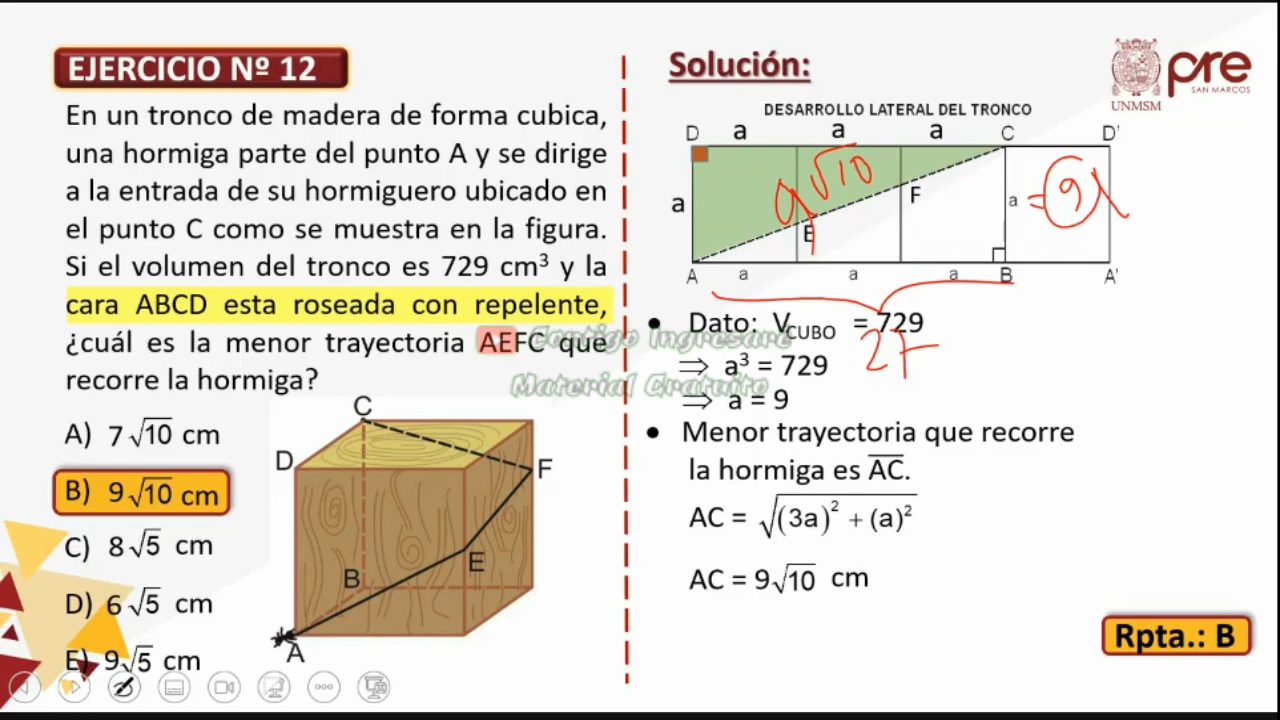 EJERCICIO Nº 12
En un tronco de madera de forma cubica,
una hormiga parte del punto A y se dirige
a la entrada de su hormiguero ubicado en
el punto C como se muestra en la figura.
Si el volumen del tronco es 729 cm³ y la
cara ABCD esta roseada con repelente,
¿cuál es la menor trayectoria AEFC que
recorre la hormiga?
A) 7√10 cm
B) 9√10 cm
C) 8√5 cm
D) 6√5 cm
E) 9√5 cm
C
D
F
B
E
A
Solución:
UNMSM
pre
SAN MARCOS
DESARROLLO LATERAL DEL TRONCO
D a a a C D'
9√10
a F a = 9
E
A a a a B A'
27
• Dato: V_CUBO = 729
⇒ a³ = 729
⇒ a = 9
Contigo Ingresare
Material Gratuito
• Menor trayectoria que recorre
la hormiga es A̅C̅.
AC = √((3a)² + (a)²)
AC = 9√10 cm
Rpta.: B